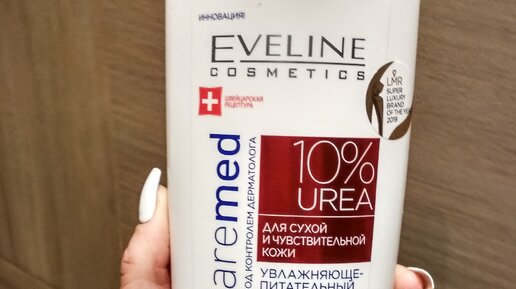 ИННОВАЦИЯ!
EVELINE
COSMETICS
ШВЕЙЦАРСКАЯ
РЕЦЕПТУРА
LMR
SUPER
LUXURY
BRAND OF
THE YEAR
2019
aremed
ОД КОНТРОЛЕМ ДЕРМАТОЛОГА
10%
UREA
ДЛЯ СУХОЙ
И ЧУВСТВИТЕЛЬНОЙ
КОЖИ
УВЛАЖНЯЮЩЕ-
ПИТАТЕЛЬНЫЙ